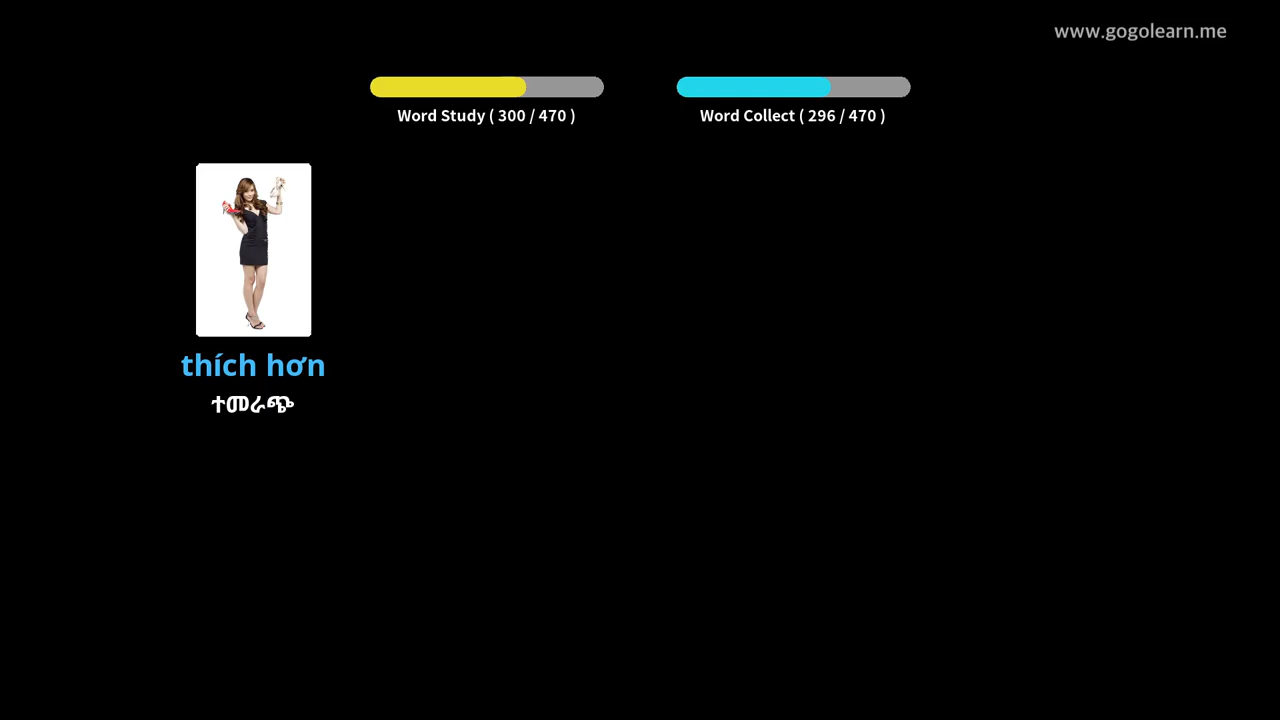 www.gogolearn.me
Word Study ( 300 / 470 )
Word Collect ( 296 / 470 )
thích hơn
ተመራጭ